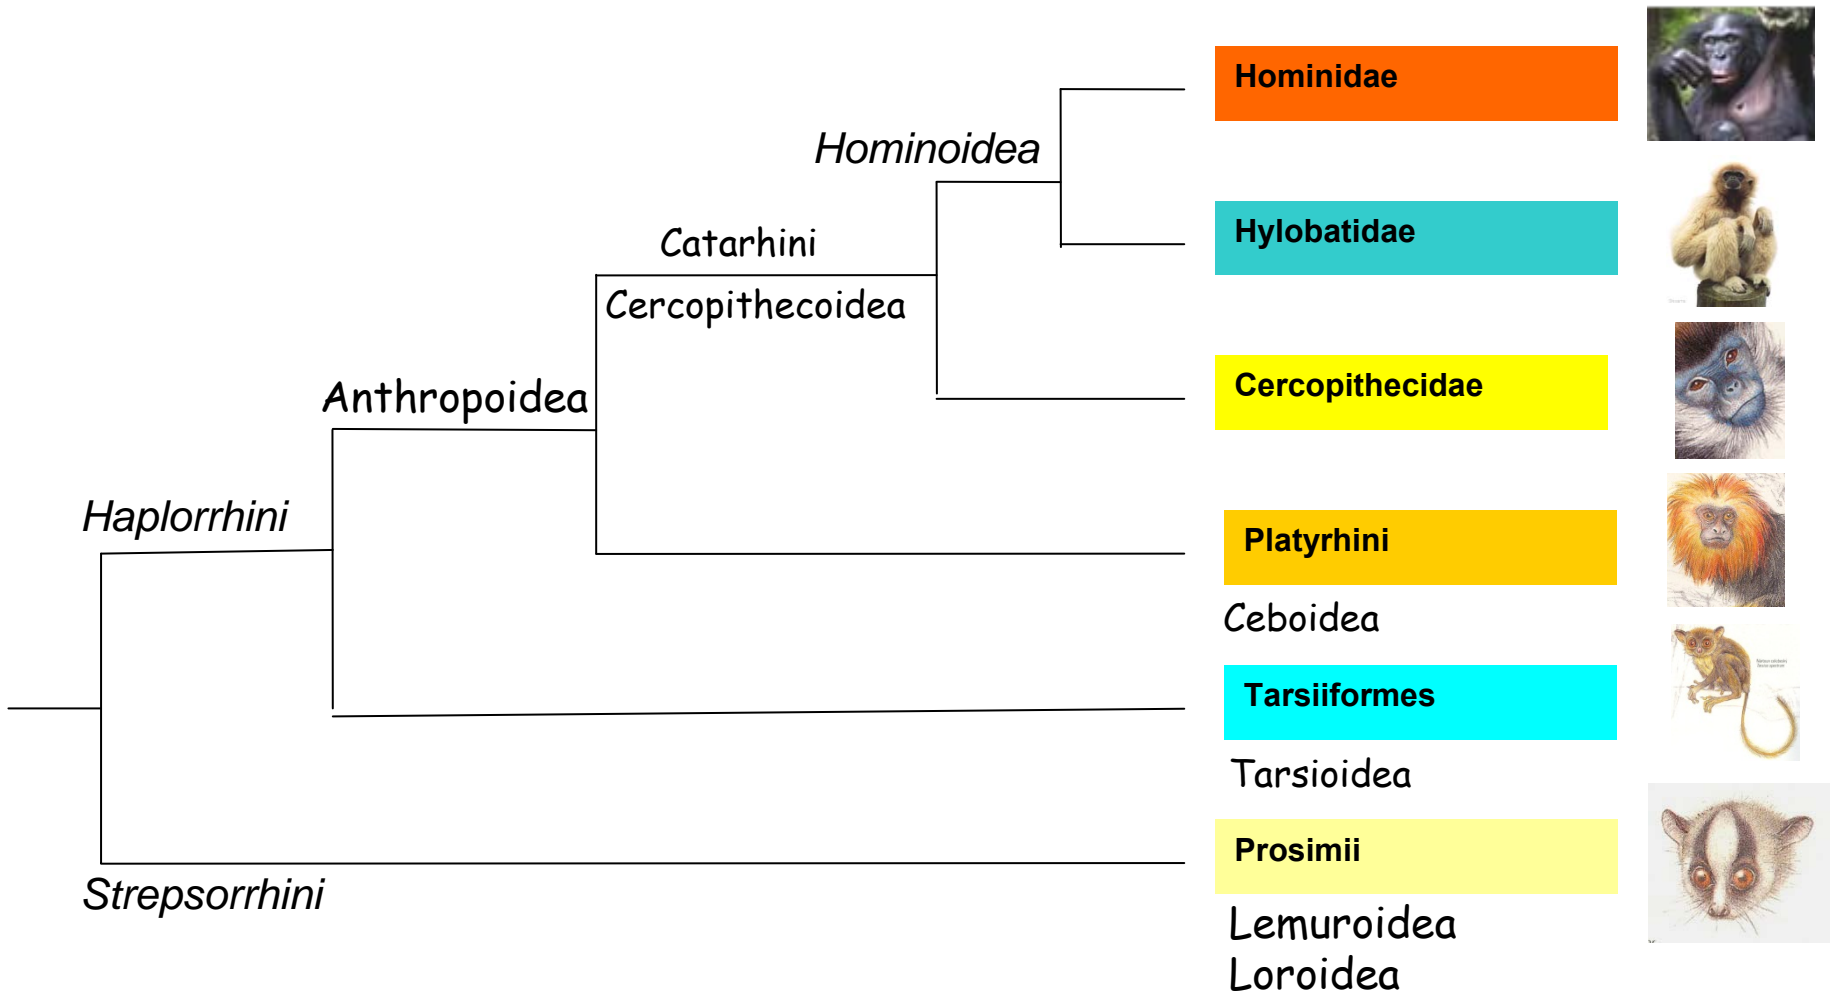 Hominidae
Hominoidea
Hylobatidae
Catarhini
Cercopithecoidea
Cercopithecidae
Anthropoidea
Haplorrhini
Platyrhini
Ceboidea
Tarsiiformes
Tarsioidea
Prosimii
Strepsorrhini
Lemuroidea
Loroidea